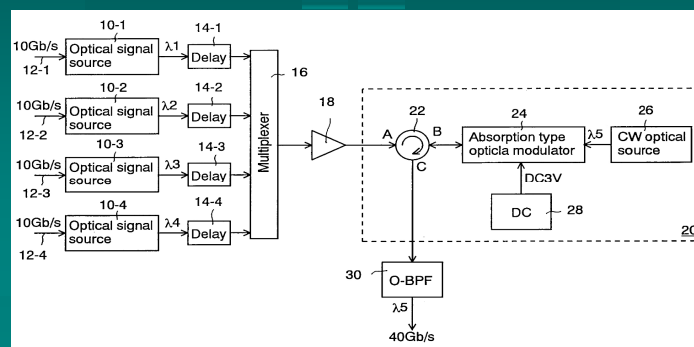 10-1
14-1
10Gb/s
12-1
Optical signal
source
λ1
Delay
16
10-2
14-2
10Gb/s
12-2
Optical signal
source
λ2
Delay
10-3
14-3
10Gb/s
12-3
Optical signal
source
λ3
Delay
10-4
14-4
10Gb/s
12-4
Optical signal
source
λ4
Delay
Multiplexer
18
A
22
B
C
24
Absorption type
opticla modulator
λ5
26
CW optical
source
DC3V
DC
28
20
30
O-BPF
λ5
40Gb/s